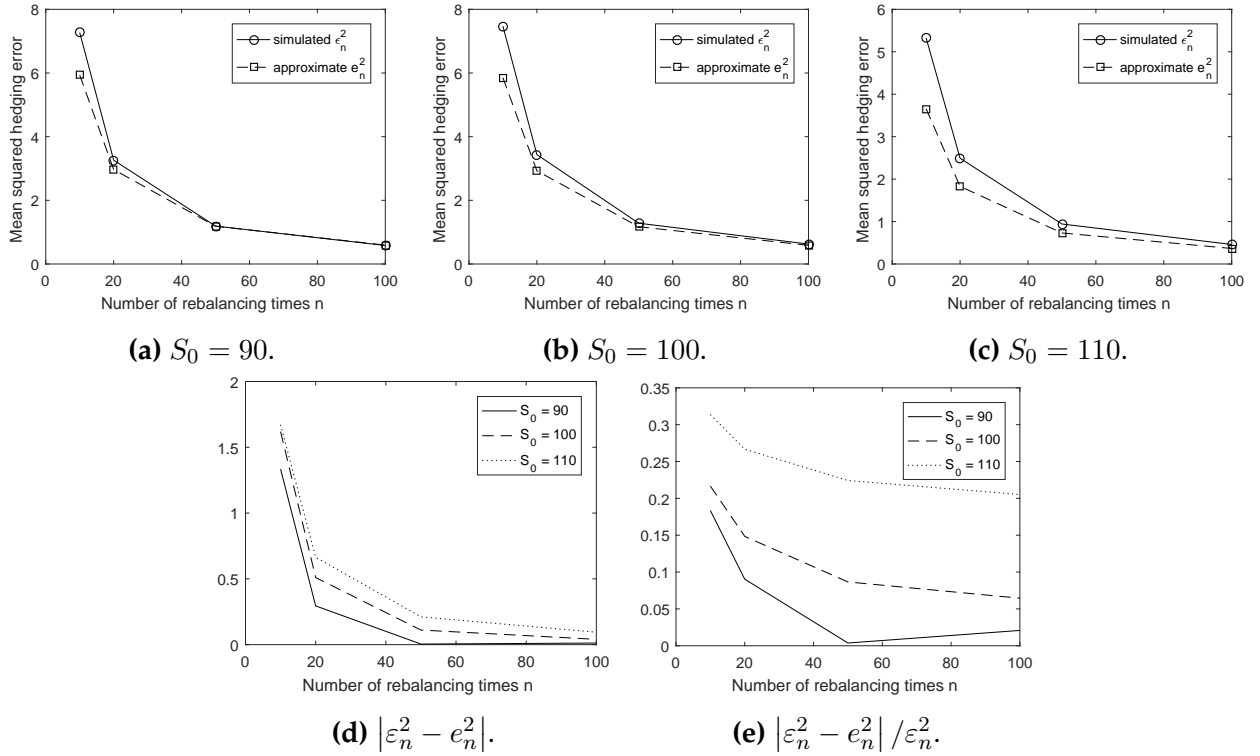 Mean squared hedging error
8
6
4
2
0
0 20 40 60 80 100
Number of rebalancing times n
simulated ϵ_n^2
approximate e_n^2
(a) S_0 = 90.
Mean squared hedging error
8
6
4
2
0
0 20 40 60 80 100
Number of rebalancing times n
simulated ϵ_n^2
approximate e_n^2
(b) S_0 = 100.
Mean squared hedging error
6
5
4
3
2
1
0
0 20 40 60 80 100
Number of rebalancing times n
simulated ϵ_n^2
approximate e_n^2
(c) S_0 = 110.
2
1.5
1
0.5
0
0 20 40 60 80 100
Number of rebalancing times n
S_0 = 90
S_0 = 100
S_0 = 110
(d) |ε_n^2 − e_n^2|.
0.35
0.3
0.25
0.2
0.15
0.1
0.05
0
0 20 40 60 80 100
Number of rebalancing times n
S_0 = 90
S_0 = 100
S_0 = 110
(e) |ε_n^2 − e_n^2| /ε_n^2.